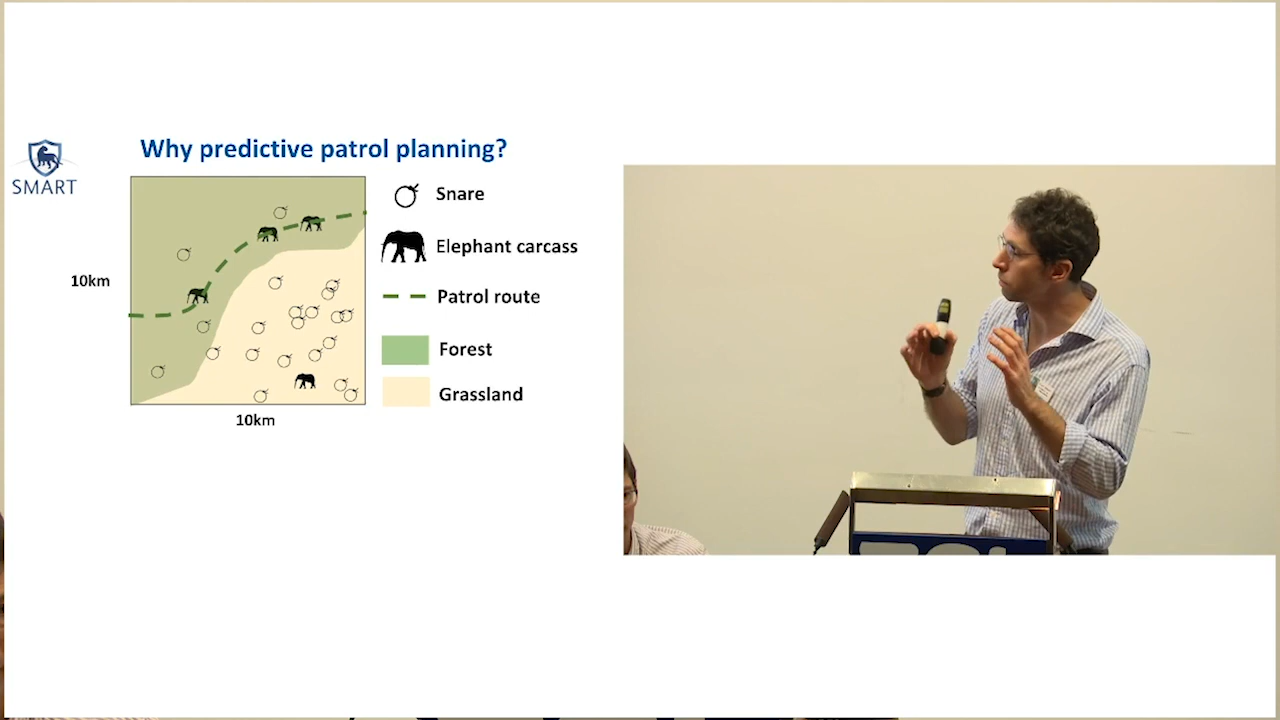 Why predictive patrol planning?
SMART
Snare
Elephant carcass
10km
Patrol route
Forest
Grassland
10km